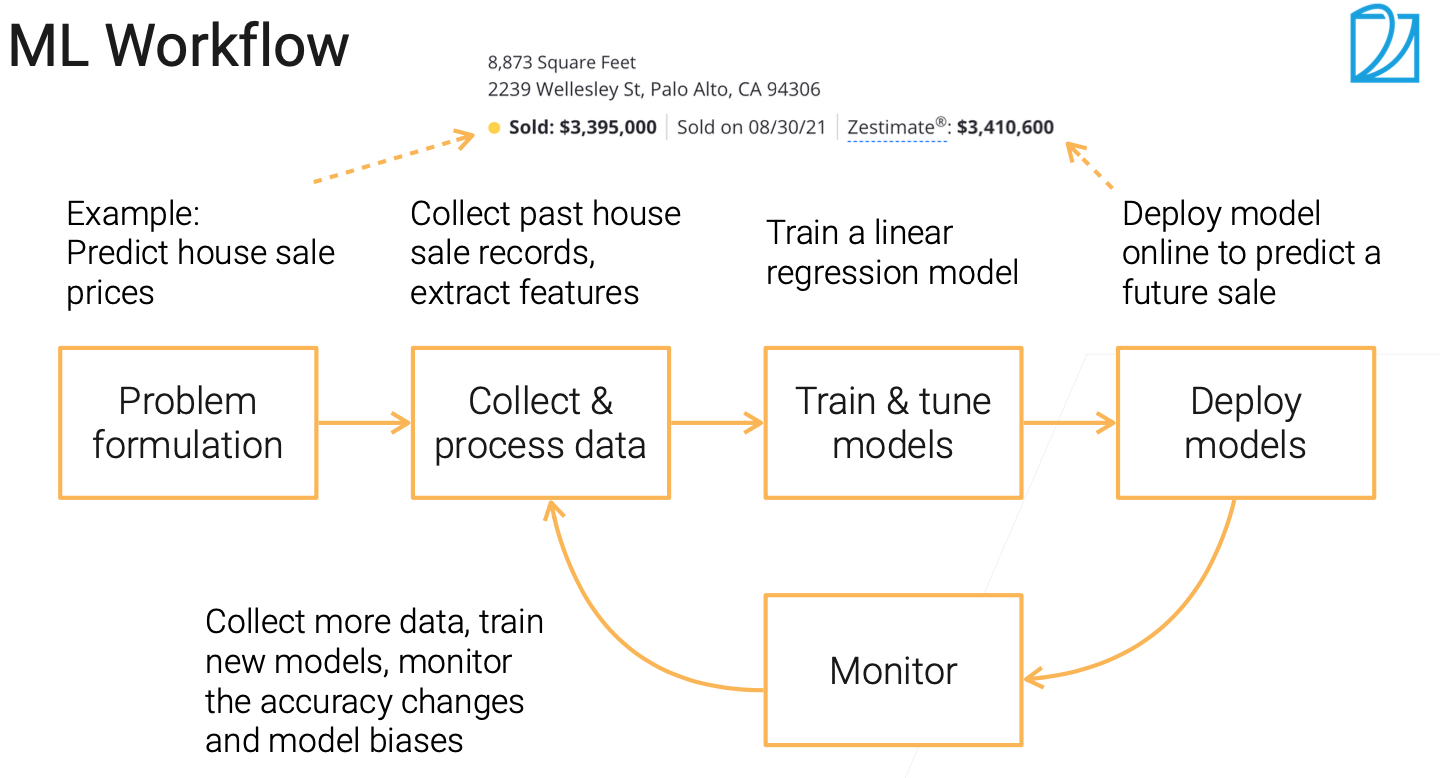 ML Workflow
8,873 Square Feet
2239 Wellesley St, Palo Alto, CA 94306
Sold: $3,395,000 | Sold on 08/30/21 | Zestimate®: $3,410,600
Example:
Predict house sale
prices
Collect past house
sale records,
extract features
Train a linear
regression model
Deploy model
online to predict a
future sale
Problem
formulation
Collect &
process data
Train & tune
models
Deploy
models
Collect more data, train
new models, monitor
the accuracy changes
and model biases
Monitor